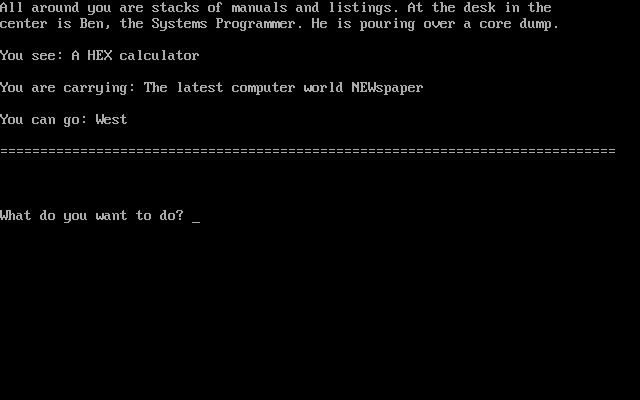 All around you are stacks of manuals and listings. At the desk in the
center is Ben, the Systems Programmer. He is pouring over a core dump.
You see: A HEX calculator
You are carrying: The latest computer world NEWspaper
You can go: West
=============================================================================
What do you want to do? _